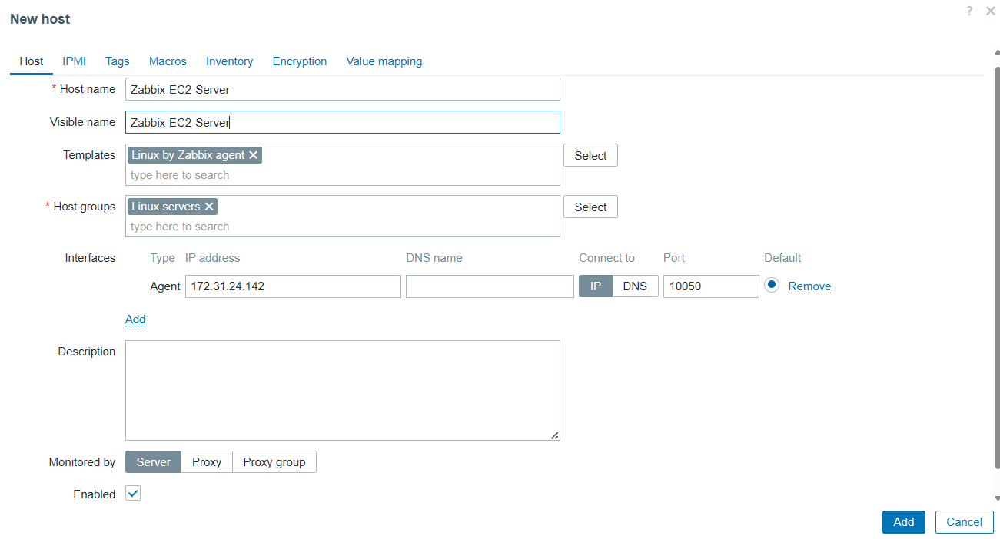 New host
? ✕
Host IPMI Tags Macros Inventory Encryption Value mapping
* Host name Zabbix-EC2-Server
Visible name Zabbix-EC2-Server
Templates Linux by Zabbix agent ✕ Select
type here to search
* Host groups Linux servers ✕ Select
type here to search
Interfaces Type IP address DNS name Connect to Port Default
Agent 172.31.24.142 IP DNS 10050 Remove
Add
Description
Monitored by Server Proxy Proxy group
Enabled
Add Cancel